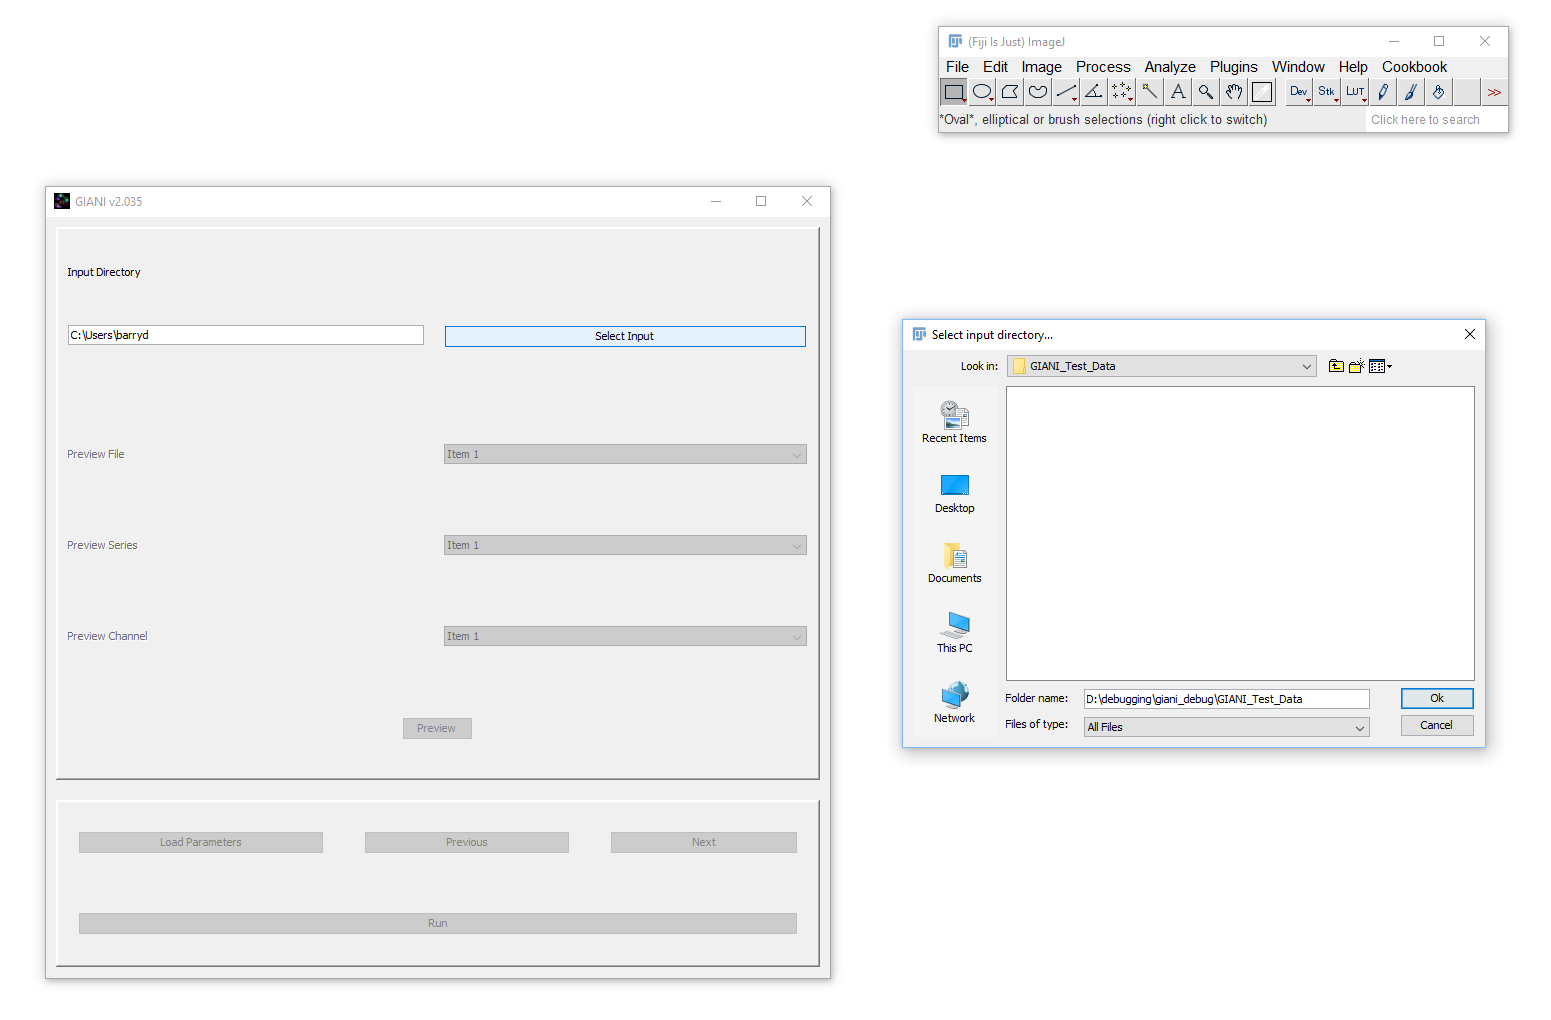 (Fiji Is Just) ImageJ
File Edit Image Process Analyze Plugins Window Help Cookbook
A Dev Stk LUT >>
*Oval*, elliptical or brush selections (right click to switch) Click here to search
GIANI v2.035
Input Directory
C:\Users\barryd Select Input
Preview File Item 1
Preview Series Item 1
Preview Channel Item 1
Preview
Load Parameters Previous Next
Run
Select input directory...
Look in: GIANI_Test_Data
Recent Items
Desktop
Documents
This PC
Network
Folder name: D:\debugging\giani_debug\GIANI_Test_Data Ok
Files of type: All Files Cancel